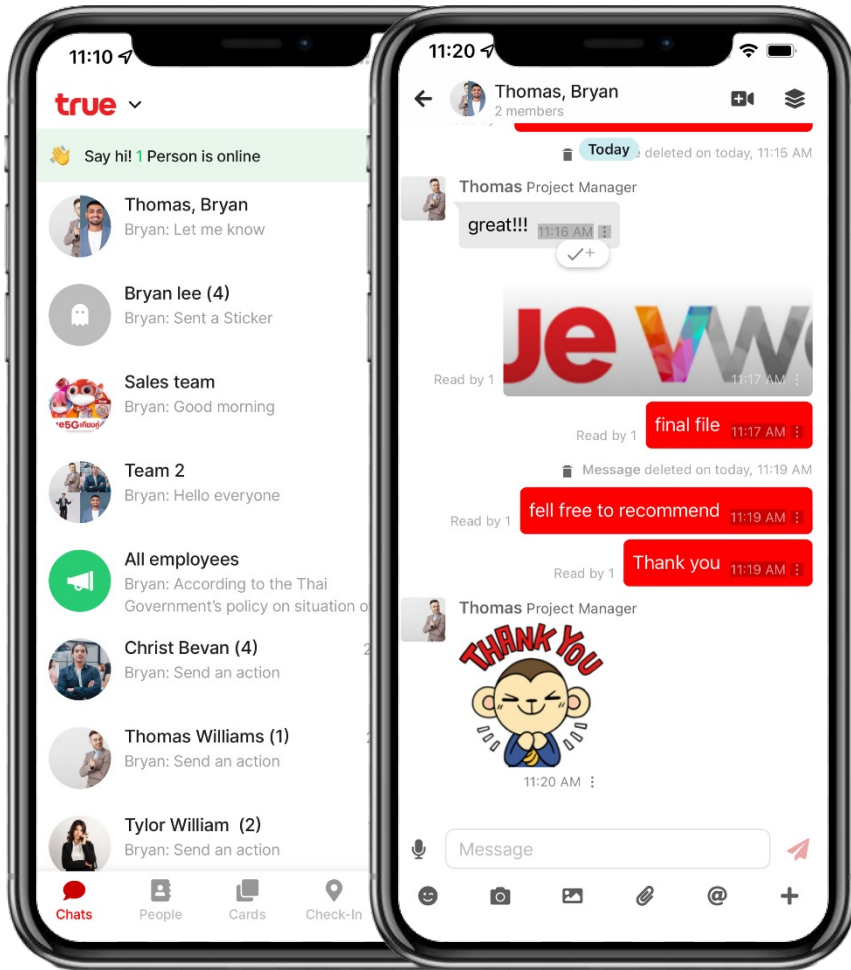 11:10
true
Say hi! 1 Person is online
Thomas, Bryan
Bryan: Let me know
Bryan lee (4)
Bryan: Sent a Sticker
Sales team
Bryan: Good morning
Team 2
Bryan: Hello everyone
All employees
Bryan: According to the Thai
Government's policy on situation o
Christ Bevan (4)
Bryan: Send an action
Thomas Williams (1)
Bryan: Send an action
Tylor William (2)
Bryan: Send an action
Chats
People
Cards
Check-In
11:20
Thomas, Bryan
2 members
Today
deleted on today, 11:15 AM
Thomas Project Manager
great!!! 11:16 AM
ue VW
11:17 AM
Read by 1
final file 11:17 AM
Read by 1
Message deleted on today, 11:19 AM
fell free to recommend 11:19 AM
Read by 1
Thank you 11:19 AM
Read by 1
Thomas Project Manager
THANK YOU
11:20 AM
Message